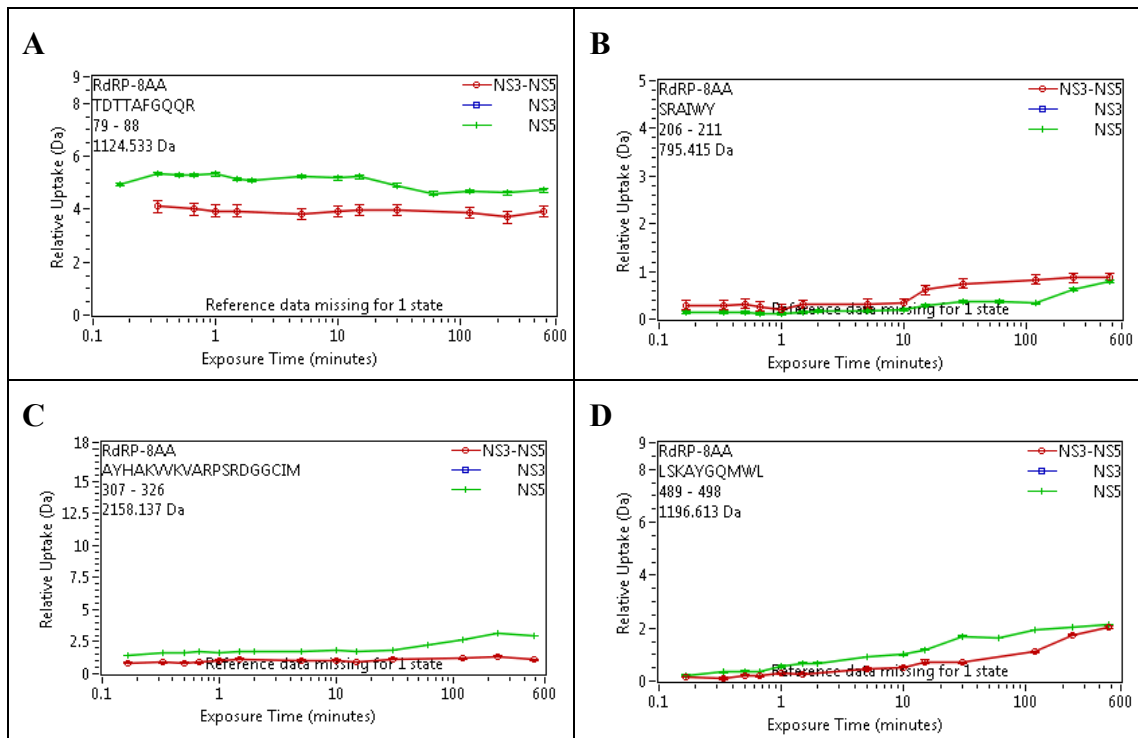 A
9
8
6
4
2
0
0.1
1
10
100
600
Relative Uptake (Da)
Exposure Time (minutes)
RdRP-8AA
TDTTAFGQQR
79 - 88
1124.533 Da
NS3-NS5
NS3
NS5
Reference data missing for 1 state
B
5
4
3
2
1
0
0.1
1
10
100
600
Relative Uptake (Da)
Exposure Time (minutes)
RdRP-8AA
SRAIWY
206 - 211
795.415 Da
NS3-NS5
NS3
NS5
Reference data missing for 1 state
C
18
15
12.5
10
7.5
5
2.5
0
0.1
1
10
100
600
Relative Uptake (Da)
Exposure Time (minutes)
RdRP-8AA
AYHAKVVKVARPSRDGGCIM
307 - 326
2158.137 Da
NS3-NS5
NS3
NS5
Reference data missing for 1 state
D
9
8
6
4
2
0
0.1
1
10
100
600
Relative Uptake (Da)
Exposure Time (minutes)
RdRP-8AA
LSKAYGQMWL
489 - 498
1196.613 Da
NS3-NS5
NS3
NS5
Reference data missing for 1 state